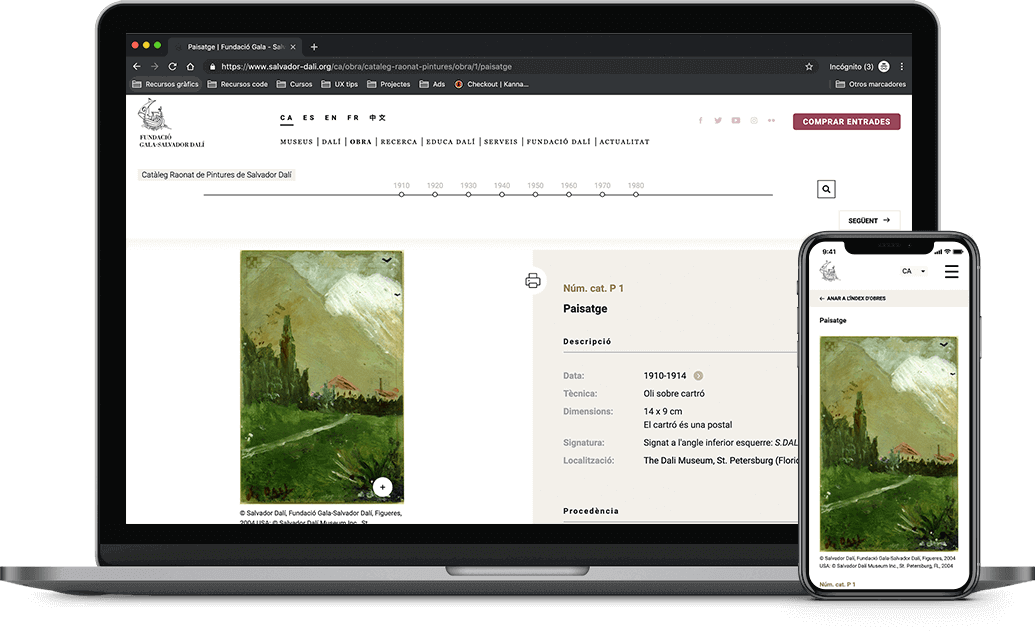 Paisatge | Fundació Gala - Salv
https://www.salvador-dali.org/ca/obra/cataleg-raonat-pintures/obra/1/paisatge
Incógnito (3)
Recursos gràfics
Recursos code
Cursos
UX tips
Projectes
Ads
Checkout | Kanna...
Otros marcadores
FUNDACIÓ
GALA-SALVADOR DALÍ
CA ES EN FR 中文
COMPRAR ENTRADES
MUSEUS | DALÍ | OBRA | RECERCA | EDUCA DALÍ | SERVEIS | FUNDACIÓ DALÍ | ACTUALITAT
Catàleg Raonat de Pintures de Salvador Dalí
1910 1920 1930 1940 1950 1960 1970 1980
SEGÜENT →
Núm. cat. P 1
Paisatge
Descripció
Data: 1910-1914
Tècnica: Oli sobre cartró
Dimensions: 14 x 9 cm
El cartró és una postal
Signatura: Signat a l'angle inferior esquerre: S.DAL
Localització: The Dali Museum, St. Petersburg (Florid
Procedència
© Salvador Dalí, Fundació Gala-Salvador Dalí, Figueres,
2004 USA: © Salvador Dalí Museum Inc., St.
9:41
CA
← ANAR A L'ÍNDEX D'OBRES
Paisatge
© Salvador Dalí, Fundació Gala-Salvador Dalí, Figueres, 2004
USA: © Salvador Dalí Museum Inc., St. Petersburg, FL, 2004
Núm. cat. P 1